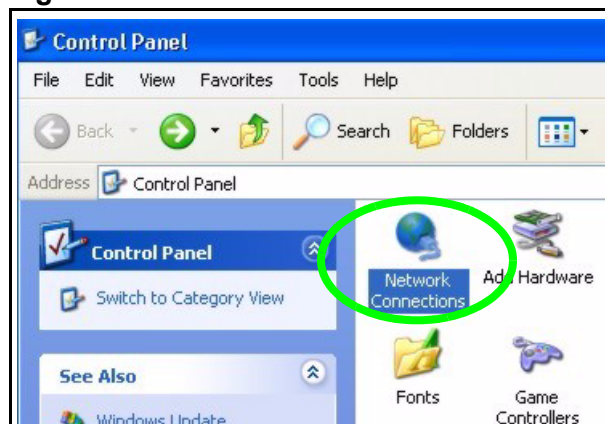 Control Panel
File Edit View Favorites Tools Help
Back Search Folders
Address Control Panel
Control Panel
Switch to Category View
See Also
Windows Update
Network Connections
Add Hardware
Fonts
Game Controllers